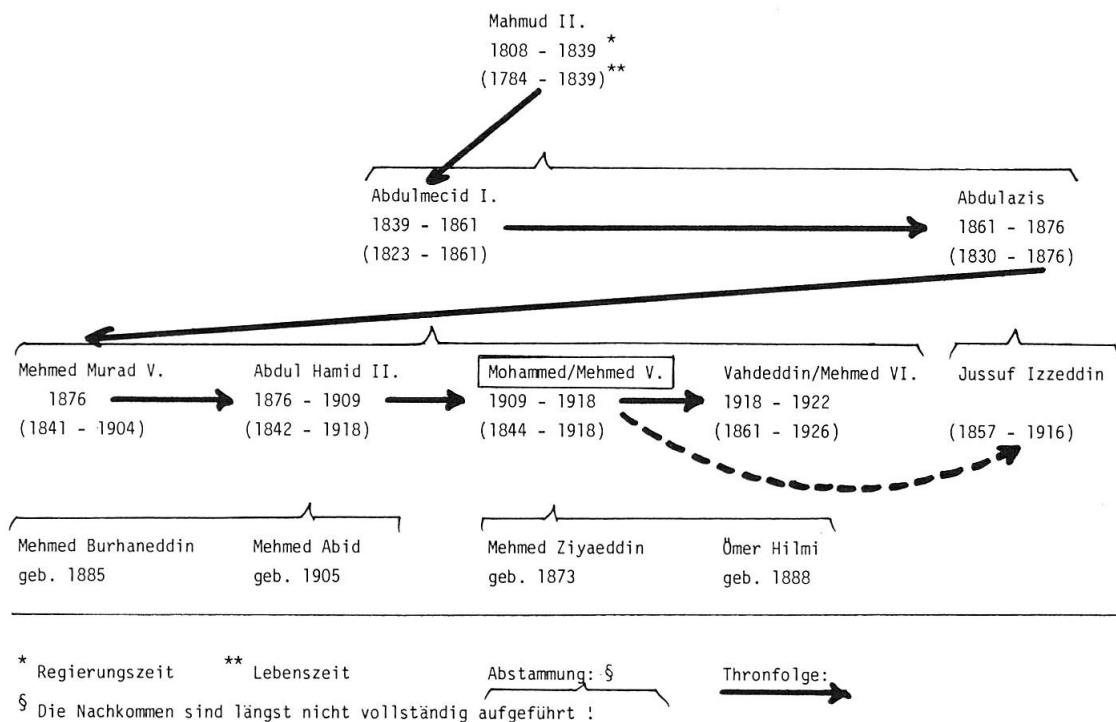 Mahmud II.
1808 - 1839 *
(1784 - 1839) **
Abdulmecid I. Abdulazis
1839 - 1861 1861 - 1876
(1823 - 1861) (1830 - 1876)
Mehmed Murad V. Abdul Hamid II. Mohammed/Mehmed V. Vahdeddin/Mehmed VI. Jussuf Izzeddin
1876 1876 - 1909 1909 - 1918 1918 - 1922
(1841 - 1904) (1842 - 1918) (1844 - 1918) (1861 - 1926) (1857 - 1916)
Mehmed Burhaneddin Mehmed Abid Mehmed Ziyaeddin Ömer Hilmi
geb. 1885 geb. 1905 geb. 1873 geb. 1888
* Regierungszeit ** Lebenszeit Abstammung: § Thronfolge:
§ Die Nachkommen sind längst nicht vollständig aufgeführt !